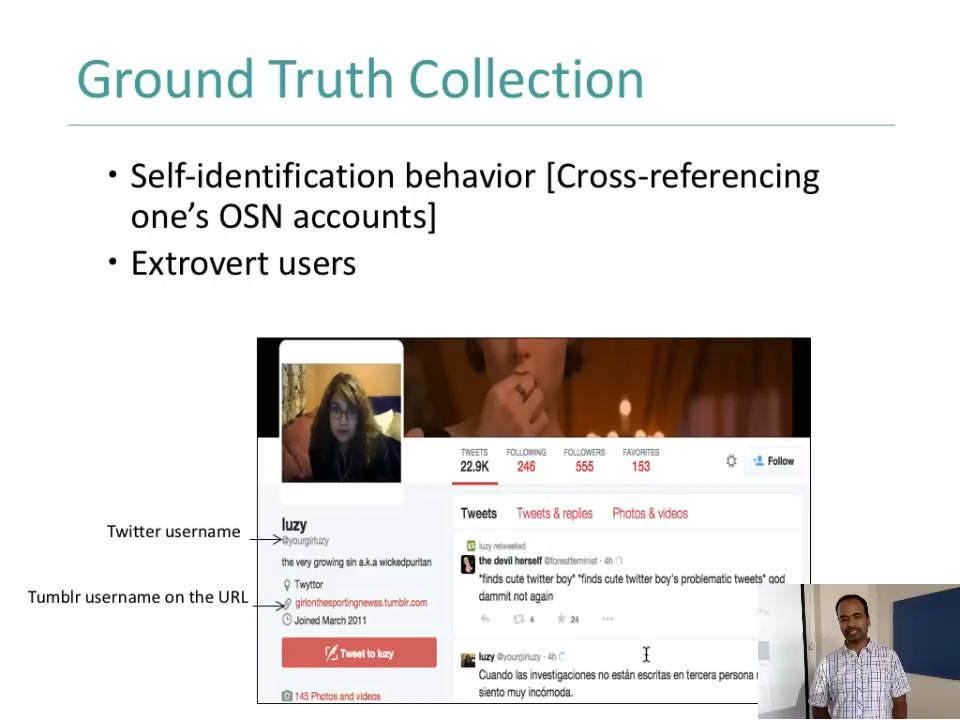 Ground Truth Collection
• Self-identification behavior [Cross-referencing
one's OSN accounts]
• Extrovert users
TWEETS FOLLOWING FOLLOWERS FAVORITES
22.9K 246 555 153
Follow
Tweets Tweets & replies Photos & videos
luzy retweeted
the devil herself @forestfeminist · 4h
*finds cute twitter boy* *finds cute twitter boy's problematic tweets* god
dammit not again
4 24
luzy @yourgirluzy · 4h
Cuando las investigaciones no están escritas en tercera persona
siento muy incómoda.
Twitter username
luzy
@yourgirluzy
the very growing sin a.k.a wickedpuritan
Twyttor
Tumblr username on the URL
girlonthesportingnewss.tumblr.com
Joined March 2011
Tweet to luzy
145 Photos and videos